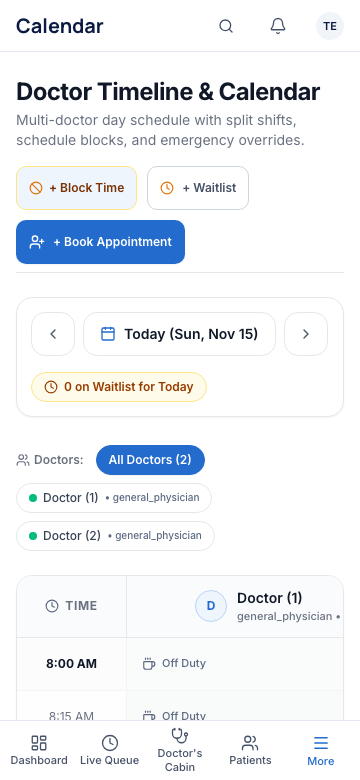 Calendar
TE
Doctor Timeline & Calendar
Multi-doctor day schedule with split shifts,
schedule blocks, and emergency overrides.
+ Block Time
+ Waitlist
+ Book Appointment
Today (Sun, Nov 15)
0 on Waitlist for Today
Doctors:
All Doctors (2)
Doctor (1) • general_physician
Doctor (2) • general_physician
TIME
D
Doctor (1)
general_physician •
8:00 AM
Off Duty
8:15 AM
Off Duty
Dashboard
Live Queue
Doctor's
Cabin
Patients
More